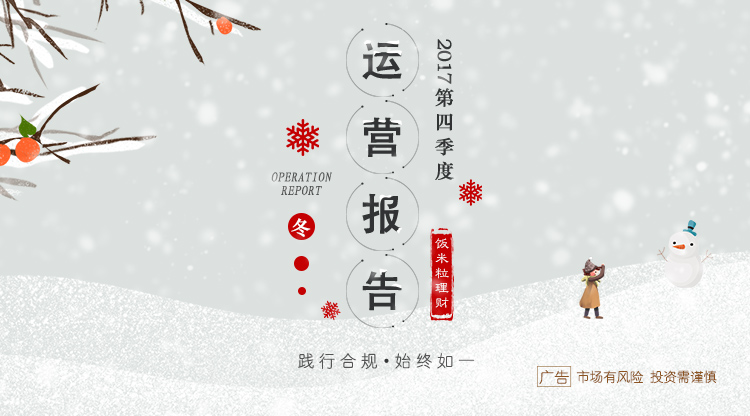 运营报告
2017第四季度
OPERATION
REPORT
冬
饭米粒理财
践行合规•始终如一
广告 市场有风险 投资需谨慎